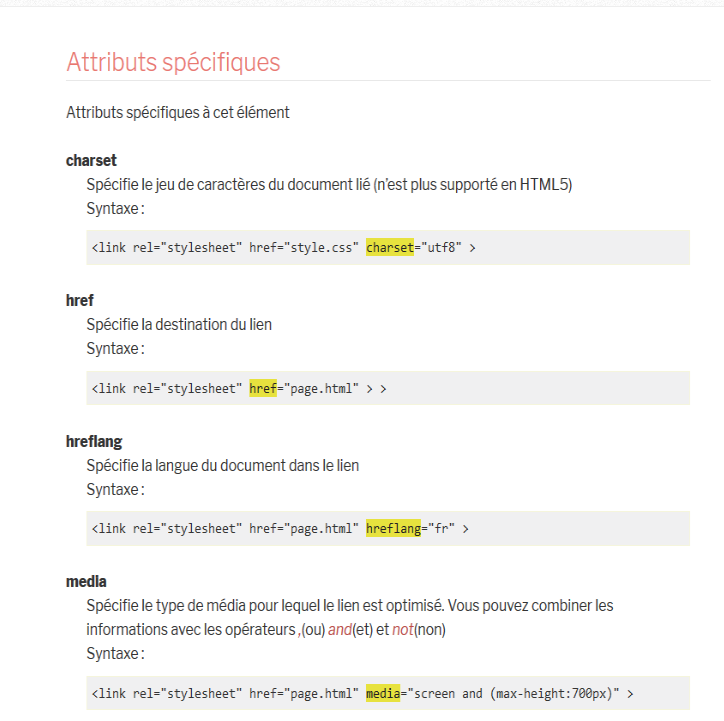 Attributs spécifiques
Attributs spécifiques à cet élément
charset
Spécifie le jeu de caractères du document lié (n'est plus supporté en HTML5)
Syntaxe :
<link rel="stylesheet" href="style.css" charset="utf8" >
href
Spécifie la destination du lien
Syntaxe :
<link rel="stylesheet" href="page.html" > >
hreflang
Spécifie la langue du document dans le lien
Syntaxe :
<link rel="stylesheet" href="page.html" hreflang="fr" >
media
Spécifie le type de média pour lequel le lien est optimisé. Vous pouvez combiner les
informations avec les opérateurs ,(ou) and(et) et not(non)
Syntaxe :
<link rel="stylesheet" href="page.html" media="screen and (max-height:700px)" >